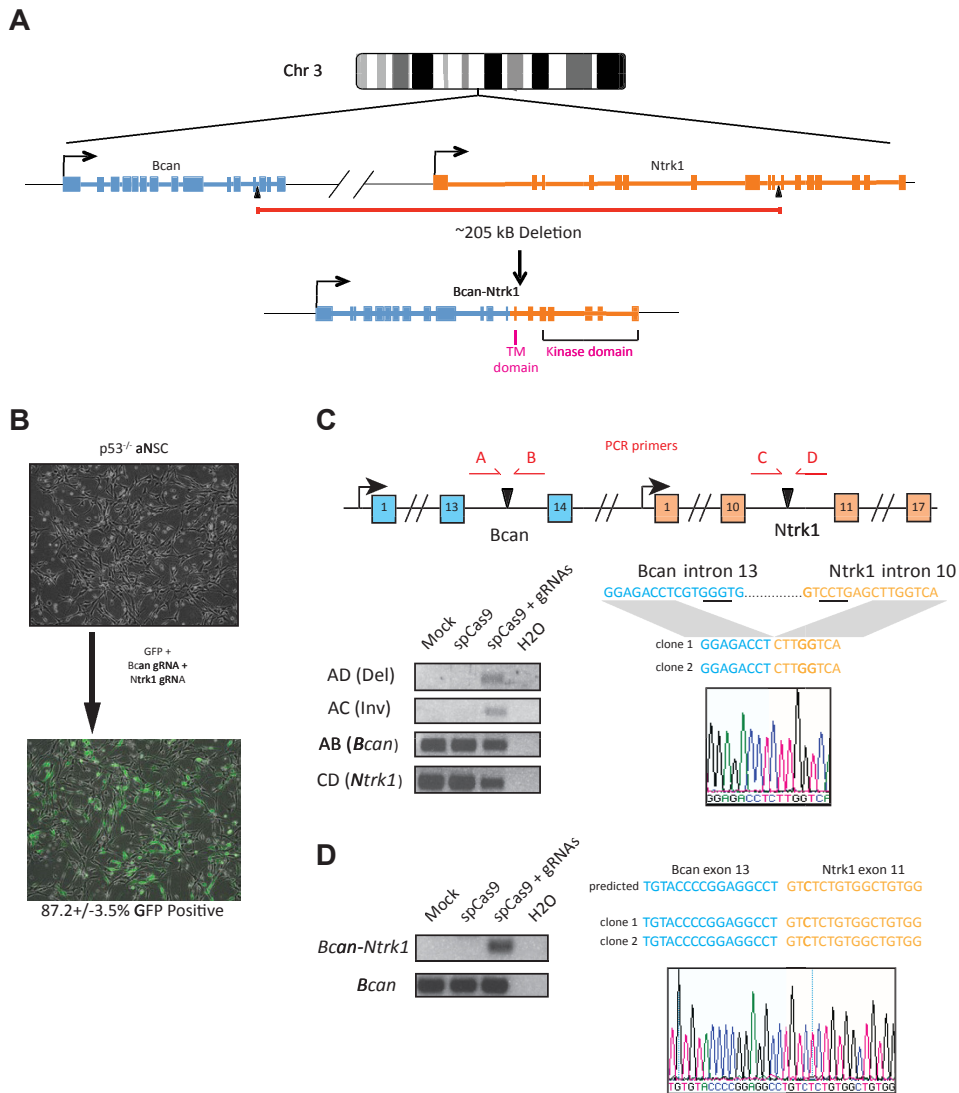 A
Chr 3
Bcan
Ntrk1
~205 kB Deletion
Bcan-Ntrk1
TM domain
Kinase domain
B
p53-/- aNSC
GFP +
Bcan gRNA +
Ntrk1 gRNA
87.2+/-3.5% GFP Positive
C
PCR primers
A B C D
1 13 14 1 10 11 17
Bcan
Ntrk1
Bcan intron 13 Ntrk1 intron 10
GGAGACCTCGTGGGTG...............GTCCTGAGCTTGGTCA
clone 1 GGAGACCT CTTGGTCA
clone 2 GGAGACCT CTTGGTCA
GGAGACCTCTTGGTCA
Mock spCas9 spCas9 + gRNAs H2O
AD (Del)
AC (Inv)
AB (Bcan)
CD (Ntrk1)
D
Mock spCas9 spCas9 + gRNAs H2O
Bcan-Ntrk1
Bcan
Bcan exon 13 Ntrk1 exon 11
predicted TGTACCCCGGAGGCCT GTCTCTGTGGCTGTGG
clone 1 TGTACCCCGGAGGCCT GTCTCTGTGGCTGTGG
clone 2 TGTACCCCGGAGGCCT GTCTCTGTGGCTGTGG
TGTGTACCCCGGAGGCCTGTCTCTGTGGCTGTGG